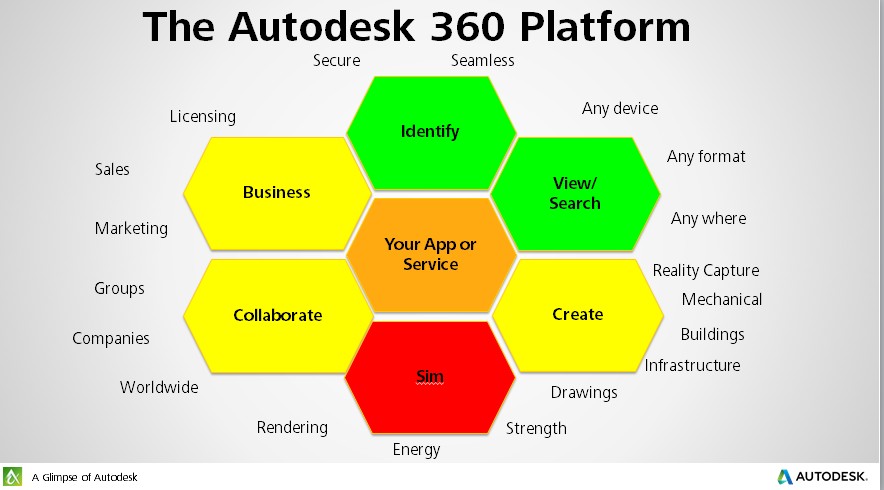 The Autodesk 360 Platform
Secure
Seamless
Licensing
Any device
Identify
Any format
Sales
Business
View/
Search
Any where
Marketing
Your App or
Service
Reality Capture
Groups
Mechanical
Collaborate
Create
Buildings
Companies
Infrastructure
Sim
Worldwide
Drawings
Rendering
Strength
Energy
A Glimpse of Autodesk
AUTODESK.